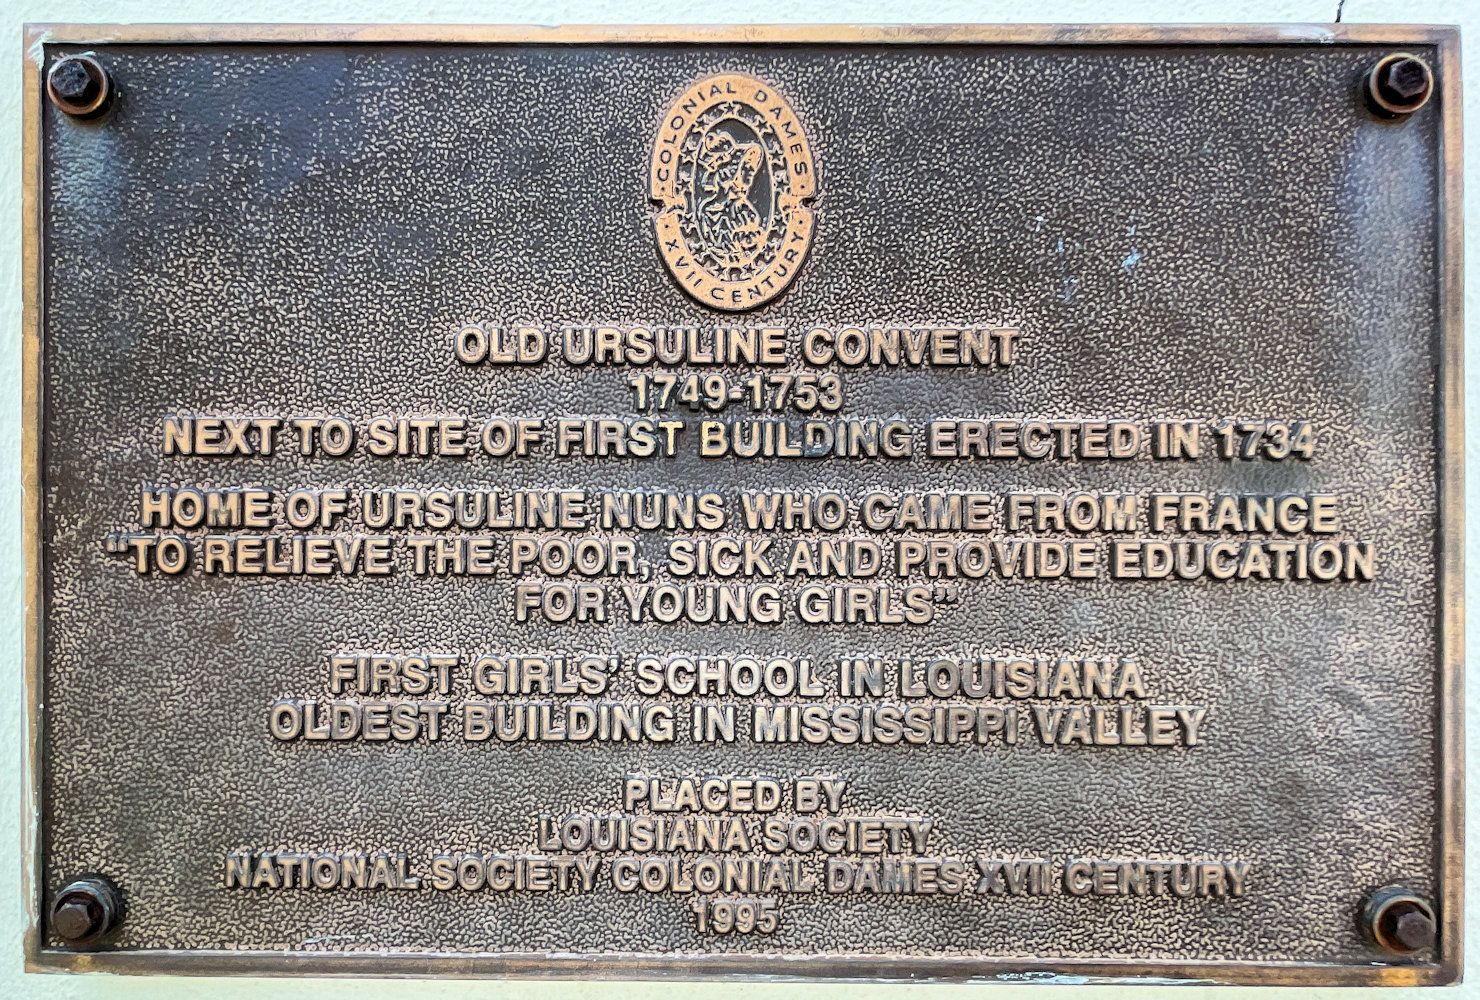 COLONIAL DAMES
XVII CENTURY
OLD URSULINE CONVENT
1749-1753
NEXT TO SITE OF FIRST BUILDING ERECTED IN 1734
HOME OF URSULINE NUNS WHO CAME FROM FRANCE
“TO RELIEVE THE POOR, SICK AND PROVIDE EDUCATION
FOR YOUNG GIRLS”
FIRST GIRLS’ SCHOOL IN LOUISIANA
OLDEST BUILDING IN MISSISSIPPI VALLEY
PLACED BY
LOUISIANA SOCIETY
NATIONAL SOCIETY COLONIAL DAMES XVII CENTURY
1995